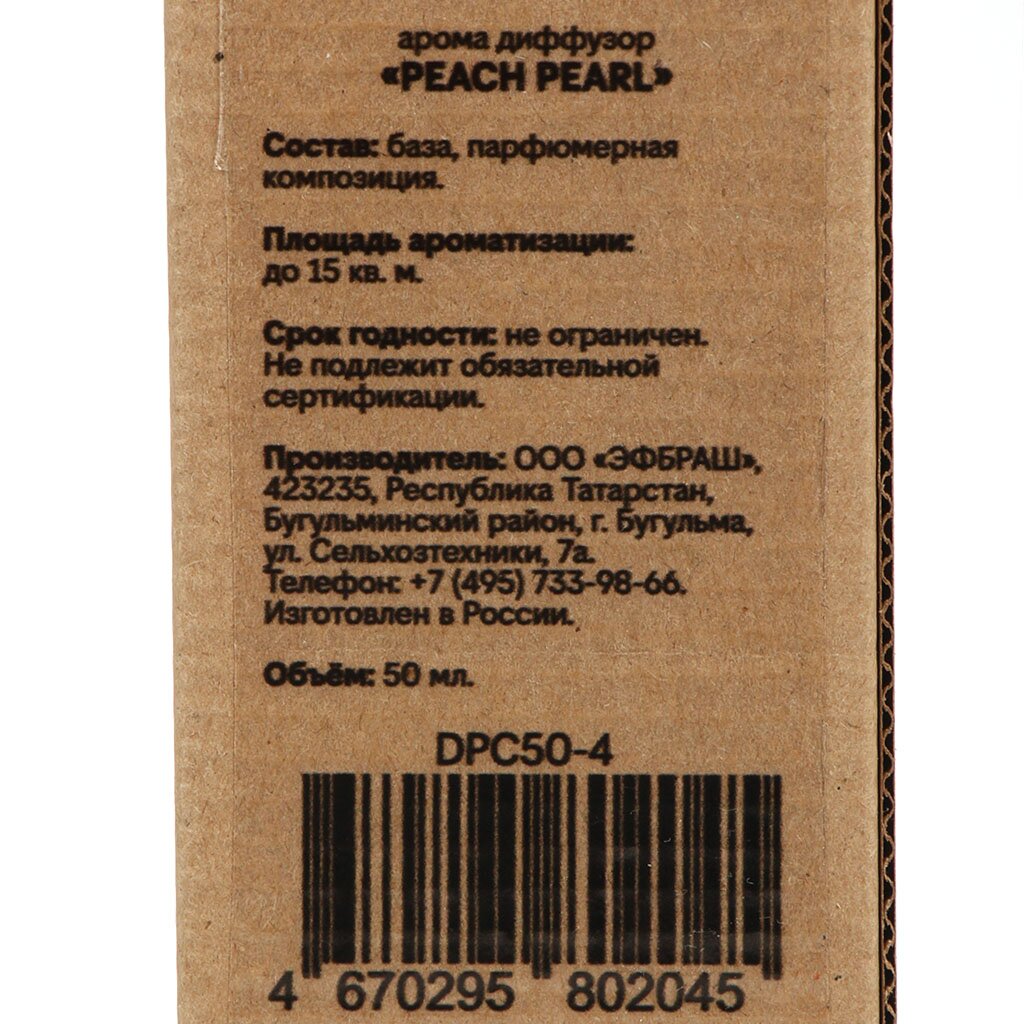 арома диффузор
«PEACH PEARL»
Состав: база, парфюмерная
композиция.
Площадь ароматизации:
до 15 кв. м.
Срок годности: не ограничен.
Не подлежит обязательной
сертификации.
Производитель: ООО «ЭФБРАШ»,
423235, Республика Татарстан,
Бугульминский район, г. Бугульма,
ул. Сельхозтехники, 7а.
Телефон: +7 (495) 733-98-66.
Изготовлен в России.
Объём: 50 мл.
DPC50-4
4 670295 802045